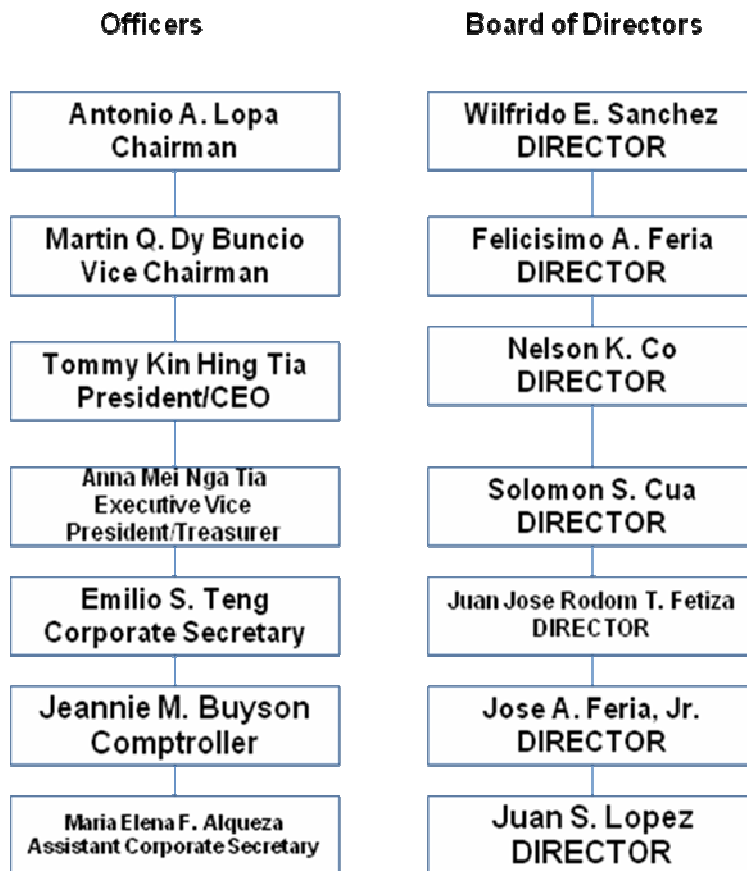 Officers
Antonio A. Lopa
Chairman
Martin Q. Dy Buncio
Vice Chairman
Tommy Kin Hing Tia
President/CEO
Anna Mei Nga Tia
Executive Vice
President/Treasurer
Emilio S. Teng
Corporate Secretary
Jeannie M. Buyson
Comptroller
Maria Elena F. Alqueza
Assistant Corporate Secretary
Board of Directors
Wilfrido E. Sanchez
DIRECTOR
Felicisimo A. Feria
DIRECTOR
Nelson K. Co
DIRECTOR
Solomon S. Cua
DIRECTOR
Juan Jose Rodom T. Fetiza
DIRECTOR
Jose A. Feria, Jr.
DIRECTOR
Juan S. Lopez
DIRECTOR